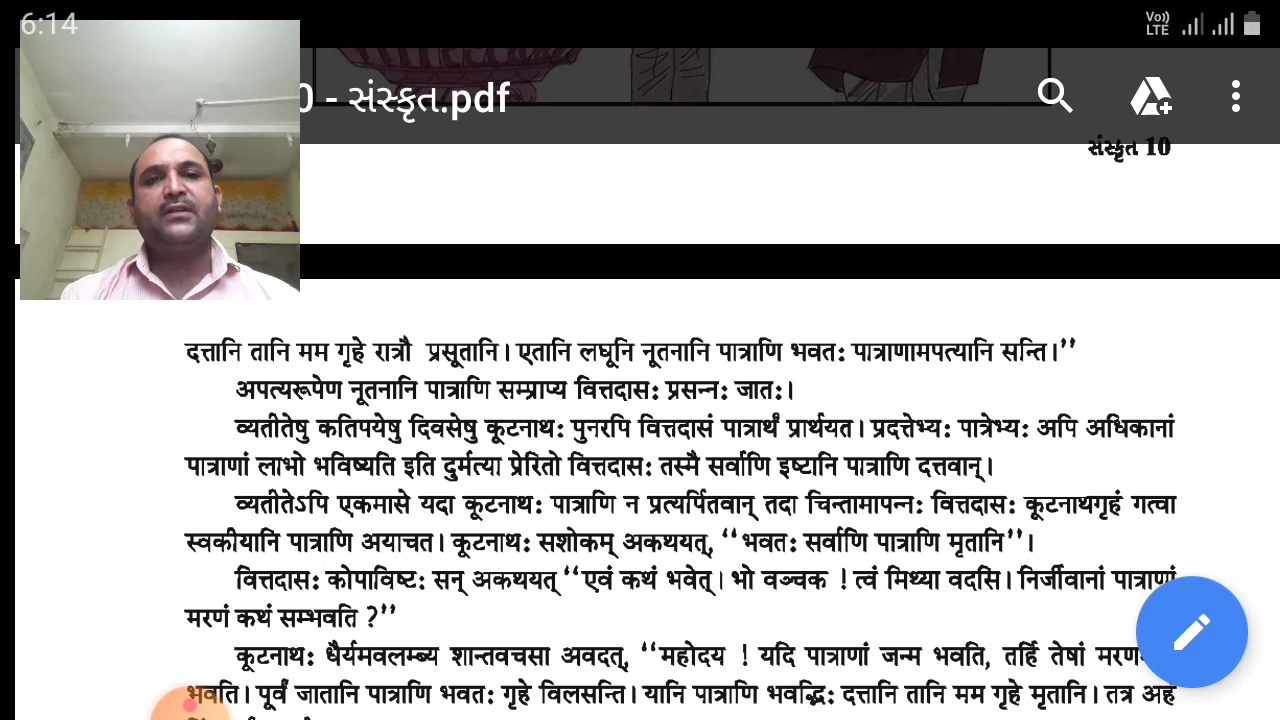 6:14
Vo)) LTE
0 - સંસ્કૃત.pdf
સંસ્કૃત 10
दत्तानि तानि मम गृहे रात्रौ प्रसूतानि। एतानि लघूनि नूतनानि पात्राणि भवतः पात्राणामपत्यानि सन्ति।’’
अपत्यरूपेण नूतनानि पात्राणि सम्प्राप्य वित्तदासः प्रसन्नः जातः।
व्यतीतेषु कतिपयेषु दिवसेषु कूटनाथः पुनरपि वित्तदासं पात्रार्थं प्रार्थयत। प्रदत्तेभ्यः पात्रेभ्यः अपि अधिकानां
पात्राणां लाभो भविष्यति इति दुर्मत्या प्रेरितो वित्तदासः तस्मै सर्वाणि इष्टानि पात्राणि दत्तवान्।
व्यतीतेऽपि एकमासे यदा कूटनाथः पात्राणि न प्रत्यर्पितवान् तदा चिन्तामापन्नः वित्तदासः कूटनाथगृहं गत्वा
स्वकीयानि पात्राणि अयाचत। कूटनाथः सशोकम् अकथयत्, ‘‘भवतः सर्वाणि पात्राणि मृतानि’’।
वित्तदासः कोपाविष्टः सन् अकथयत् ‘‘एवं कथं भवेत्। भो वञ्चक ! त्वं मिथ्या वदसि। निर्जीवानां पात्राणां
मरणं कथं सम्भवति ?’’
कूटनाथः धैर्यमवलम्ब्य शान्तवचसा अवदत्, ‘‘महोदय ! यदि पात्राणां जन्म भवति, तर्हि तेषां
भवति। पूर्वं जातानि पात्राणि भवतः गृहे विलसन्ति। यानि पात्राणि भवद्भिः दत्तानि तानि मम गृहे मृतानि। तत्र अहं